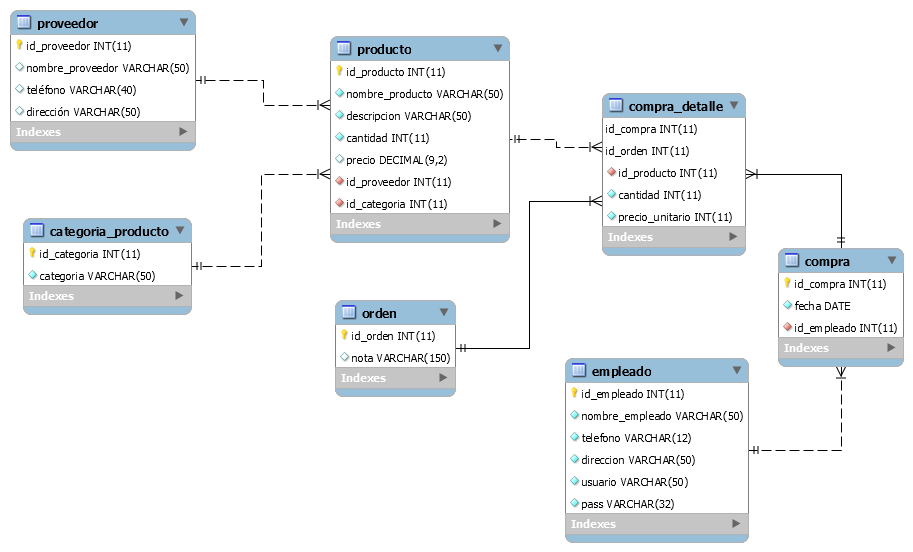 proveedor
id_proveedor INT(11)
nombre_proveedor VARCHAR(50)
teléfono VARCHAR(40)
dirección VARCHAR(50)
Indexes
producto
id_producto INT(11)
nombre_producto VARCHAR(50)
descripcion VARCHAR(50)
cantidad INT(11)
precio DECIMAL(9,2)
id_proveedor INT(11)
id_categoria INT(11)
Indexes
compra_detalle
id_compra INT(11)
id_orden INT(11)
id_producto INT(11)
cantidad INT(11)
precio_unitario INT(11)
Indexes
categoria_producto
id_categoria INT(11)
categoria VARCHAR(50)
Indexes
compra
id_compra INT(11)
fecha DATE
id_empleado INT(11)
Indexes
orden
id_orden INT(11)
nota VARCHAR(150)
Indexes
empleado
id_empleado INT(11)
nombre_empleado VARCHAR(50)
telefono VARCHAR(12)
direccion VARCHAR(50)
usuario VARCHAR(50)
pass VARCHAR(32)
Indexes